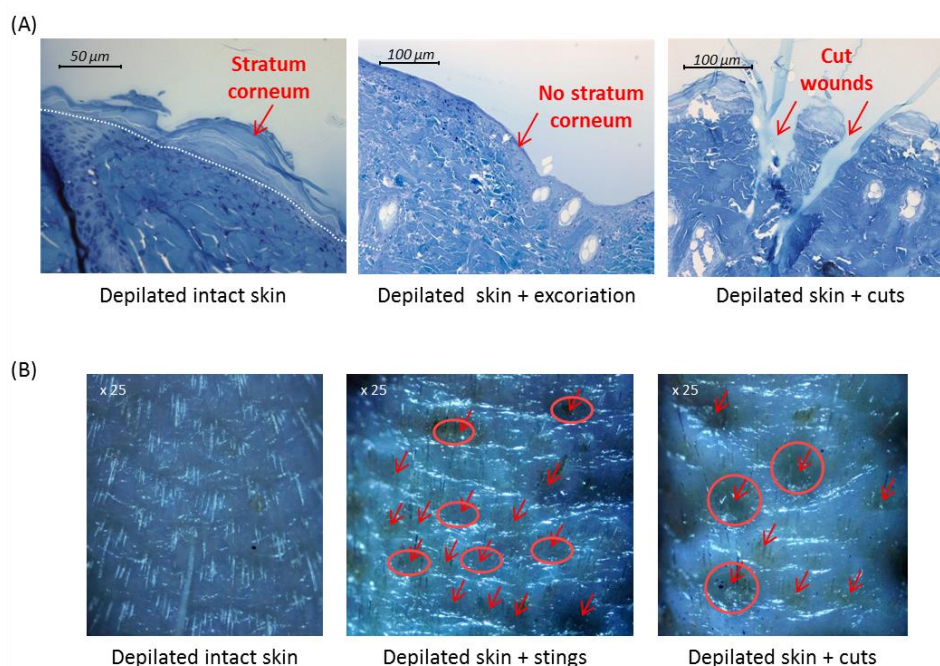 (A)
50 µm
Stratum
corneum
100 µm
No stratum
corneum
100 µm
Cut
wounds
Depilated intact skin
Depilated skin + excoriation
Depilated skin + cuts
(B)
x 25
x 25
x 25
Depilated intact skin
Depilated skin + stings
Depilated skin + cuts